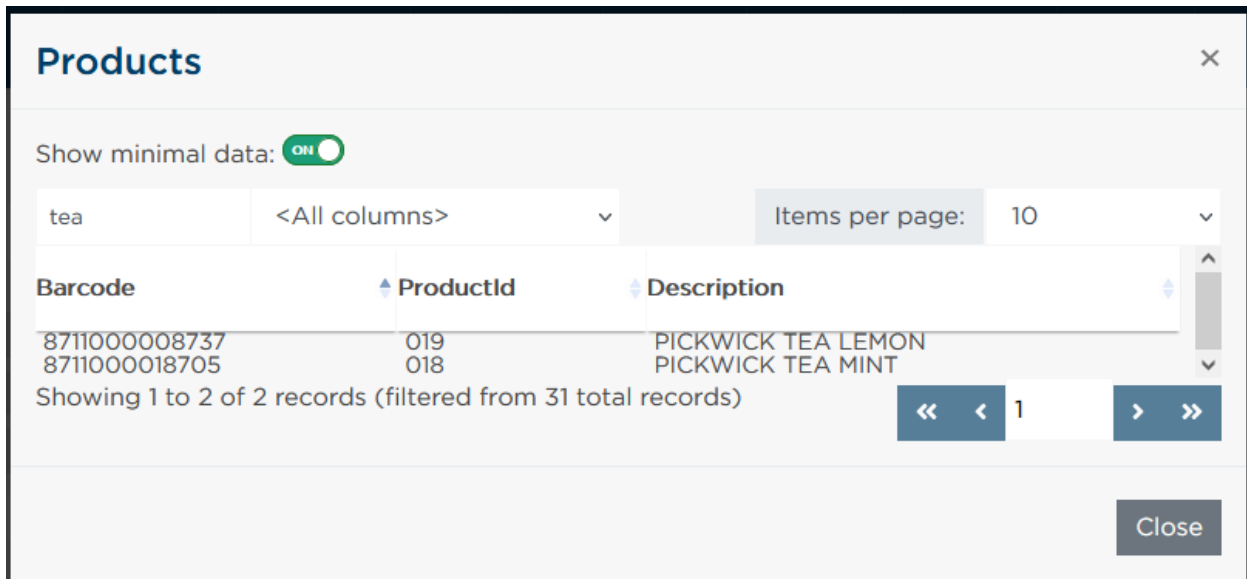 Products ×
Show minimal data: ON
tea <All columns> Items per page: 10
Barcode ProductId Description
8711000008737 019 PICKWICK TEA LEMON
8711000018705 018 PICKWICK TEA MINT
Showing 1 to 2 of 2 records (filtered from 31 total records) « ‹ 1 › »
Close